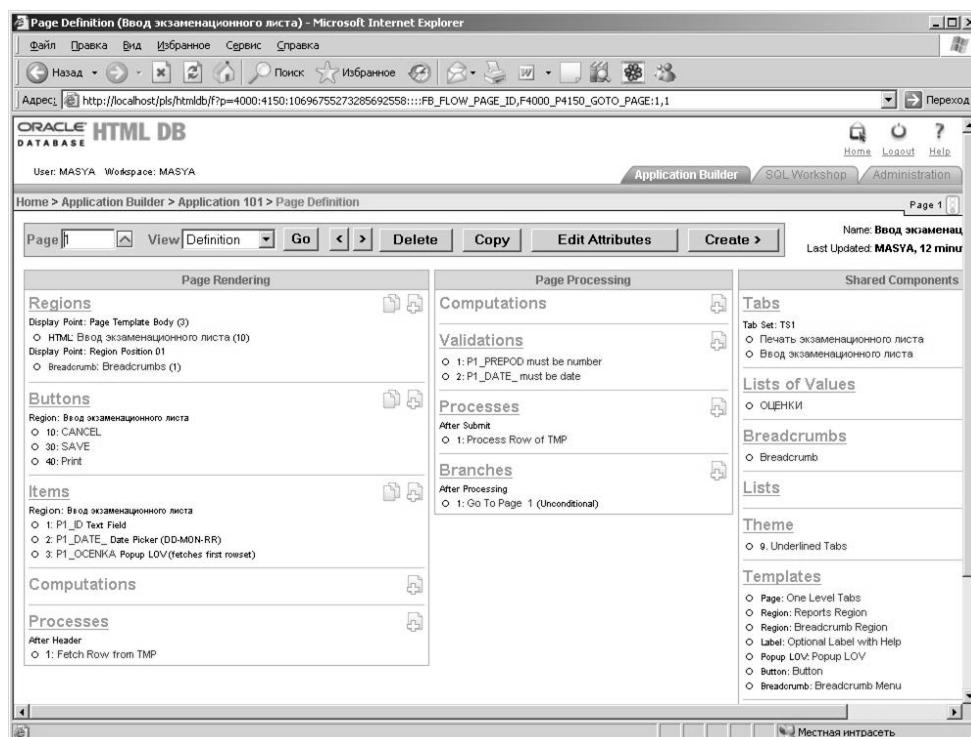 Page Definition (Ввод экзаменационного листа) - Microsoft Internet Explorer
Файл Правка Вид Избранное Сервис Справка
Назад Поиск Избранное
Адрес: http://localhost/pls/htmldb/f?p=4000:4150:10696755273285692558::::FB_FLOW_PAGE_ID,F4000_P4150_GOTO_PAGE:1,1 Переход
ORACLE HTML DB
DATABASE
Home Logout Help
User: MASYA Workspace: MASYA
Application Builder SQL Workshop Administration
Home > Application Builder > Application 101 > Page Definition
Page 1
Page 1 View Definition Go < > Delete Copy Edit Attributes Create >
Name: Ввод экзаменац
Last Updated: MASYA, 12 minu
Page Rendering
Regions
Display Point: Page Template Body (3)
HTML: Ввод экзаменационного листа (10)
Display Point: Region Position 01
Breadcrumb: Breadcrumbs (1)
Buttons
Region: Ввод экзаменационного листа
10: CANCEL
30: SAVE
40: Print
Items
Region: Ввод экзаменационного листа
1: P1_ID Text Field
2: P1_DATE_ Date Picker (DD-MON-RR)
3: P1_OCENKA Popup LOV (fetches first rowset)
Computations
Processes
After Header
1: Fetch Row from TMP
Page Processing
Computations
Validations
1: P1_PREPOD must be number
2: P1_DATE_ must be date
Processes
After Submit
1: Process Row of TMP
Branches
After Processing
1: Go To Page 1 (Unconditional)
Shared Components
Tabs
Tab Set: TS1
Печать экзаменационного листа
Ввод экзаменационного листа
Lists of Values
ОЦЕНКИ
Breadcrumbs
Breadcrumb
Lists
Theme
9. Underlined Tabs
Templates
Page: One Level Tabs
Region: Reports Region
Region: Breadcrumb Region
Label: Optional Label with Help
Popup LOV: Popup LOV
Button: Button
Breadcrumb: Breadcrumb Menu
Местная интрасеть